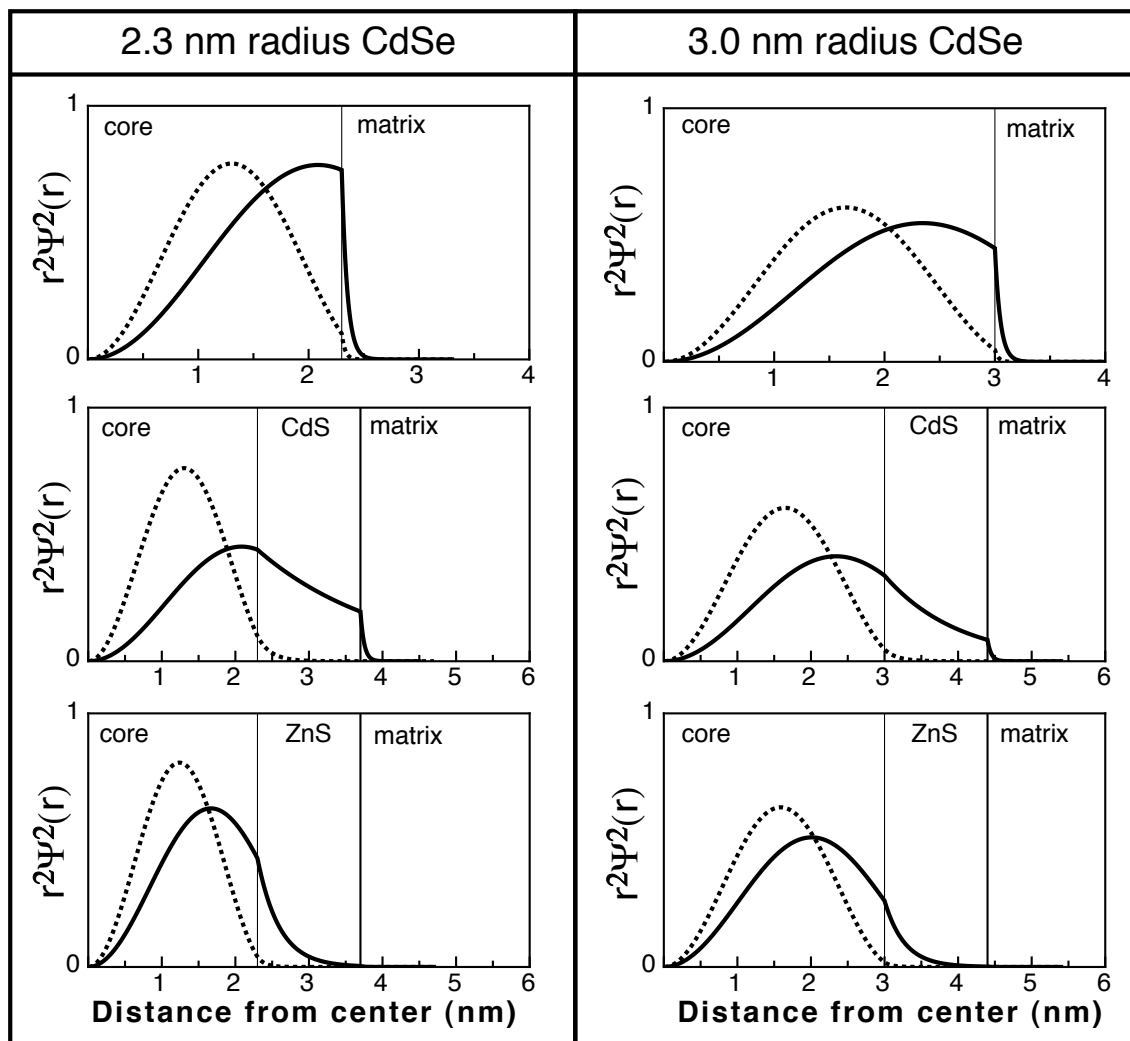 2.3 nm radius CdSe
3.0 nm radius CdSe
1
core
matrix
r²Ψ²(r)
0
1 2 3 4
1
core
matrix
r²Ψ²(r)
0
1 2 3 4
1
core
CdS
matrix
r²Ψ²(r)
0
1 2 3 4 5 6
1
core
CdS
matrix
r²Ψ²(r)
0
1 2 3 4 5 6
1
core
ZnS
matrix
r²Ψ²(r)
0
1 2 3 4 5 6
Distance from center (nm)
1
core
ZnS
matrix
r²Ψ²(r)
0
1 2 3 4 5 6
Distance from center (nm)